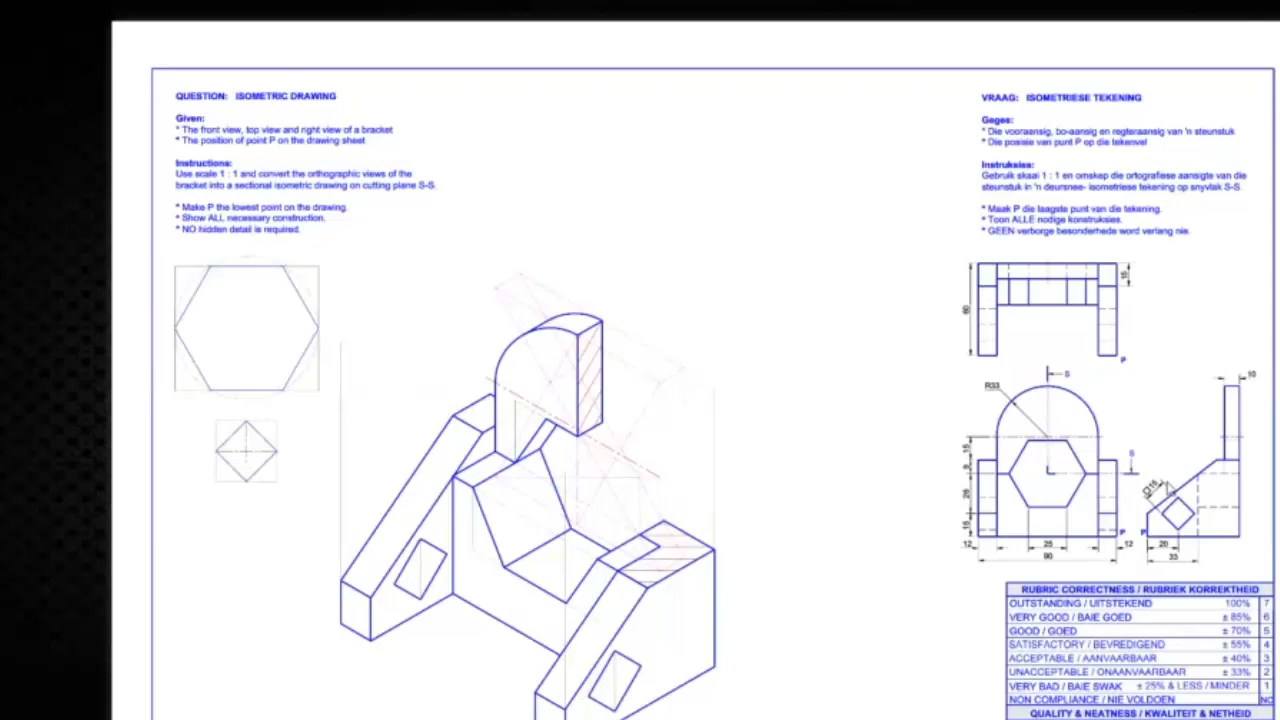 QUESTION: ISOMETRIC DRAWING
Given:
* The front view, top view and right view of a bracket
* The position of point P on the drawing sheet
Instructions:
Use scale 1 : 1 and convert the orthographic views of the
bracket into a sectional isometric drawing on cutting plane S-S.
* Make P the lowest point on the drawing.
* Show ALL necessary construction.
* NO hidden detail is required.
VRAAG: ISOMETRIESE TEKENING
Gegee:
* Die vooraansig, bo-aansig en regteraansig van 'n steunstuk
* Die posisie van punt P op die tekenvel
Instruksies:
Gebruik skaal 1 : 1 en omskep die ortografiese aansigte van die
steunstuk in 'n deursnee- isometriese tekening op snyvlak S-S.
* Maak P die laagste punt van die tekening.
* Toon ALLE nodige konstruksies.
* GEEN verborge besonderhede word verlang nie.
15
60
P
S
10
R33
15
S
9
28
15
P
P
12
25
12
20
90
33
RUBRIC CORRECTNESS / RUBRIEK KORREKTHEID
OUTSTANDING / UITSTEKEND 100% 7
VERY GOOD / BAIE GOED ± 85% 6
GOOD / GOED ± 70% 5
SATISFACTORY / BEVREDIGEND ± 55% 4
ACCEPTABLE / AANVAARBAAR ± 40% 3
UNACCEPTABLE / ONAANVAARBAAR ± 33% 2
VERY BAD / BAIE SWAK ± 25% & LESS / MINDER 1
NON COMPLIANCE / NIE VOLDOEN NC
QUALITY & NEATNESS / KWALITEIT & NETHEID